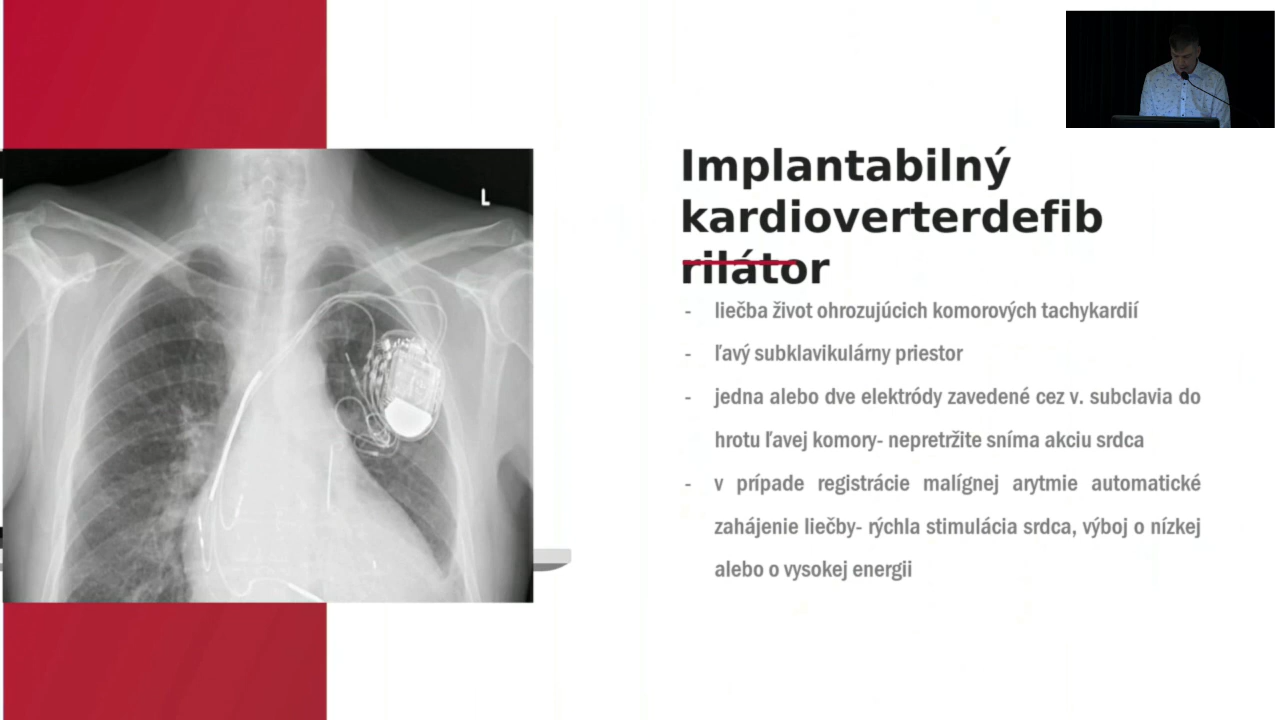 L
Implantabilný
kardioverterdefib
rilátor
- liečba život ohrozujúcich komorových tachykardií
- ľavý subklavikulárny priestor
- jedna alebo dve elektródy zavedené cez v. subclavia do
hrotu ľavej komory- nepretržite sníma akciu srdca
- v prípade registrácie malígnej arytmie automatické
zahájenie liečby- rýchla stimulácia srdca, výboj o nízkej
alebo o vysokej energii